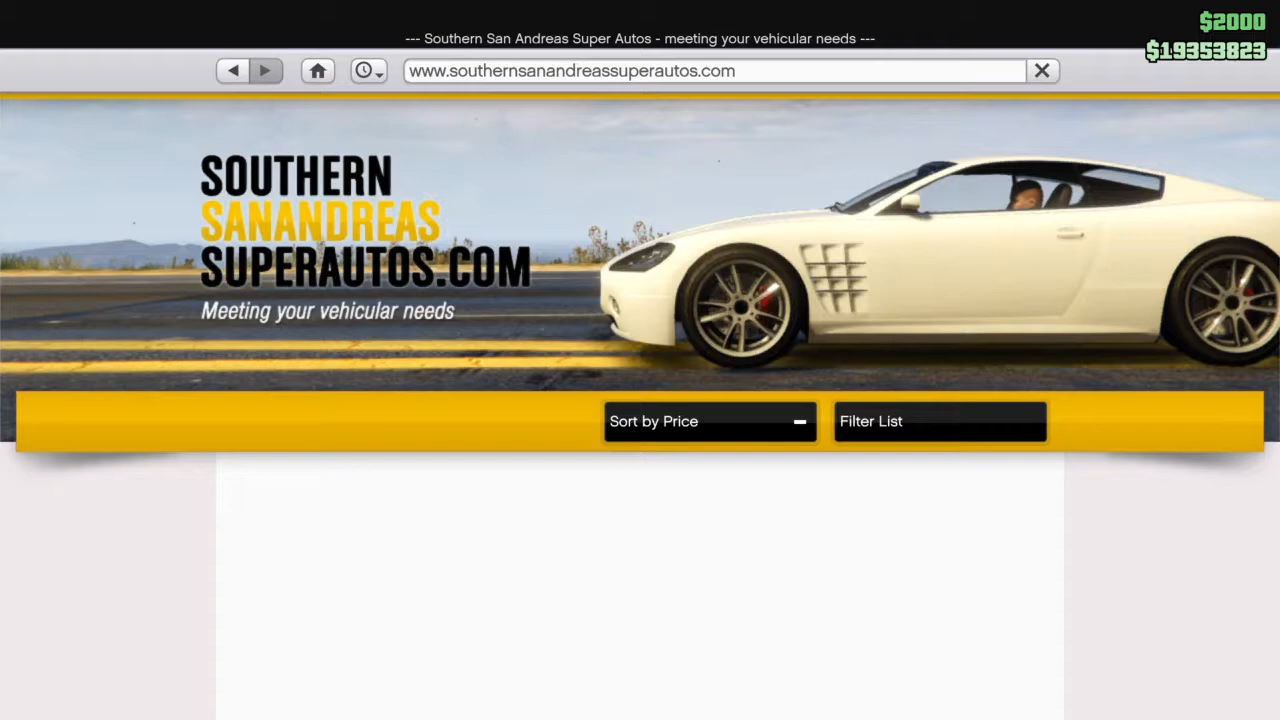 $2000
--- Southern San Andreas Super Autos - meeting your vehicular needs ---
$19353823
www.southernsanandreassuperautos.com
SOUTHERN
SANANDREAS
SUPERAUTOS.COM
Meeting your vehicular needs
Sort by Price
Filter List